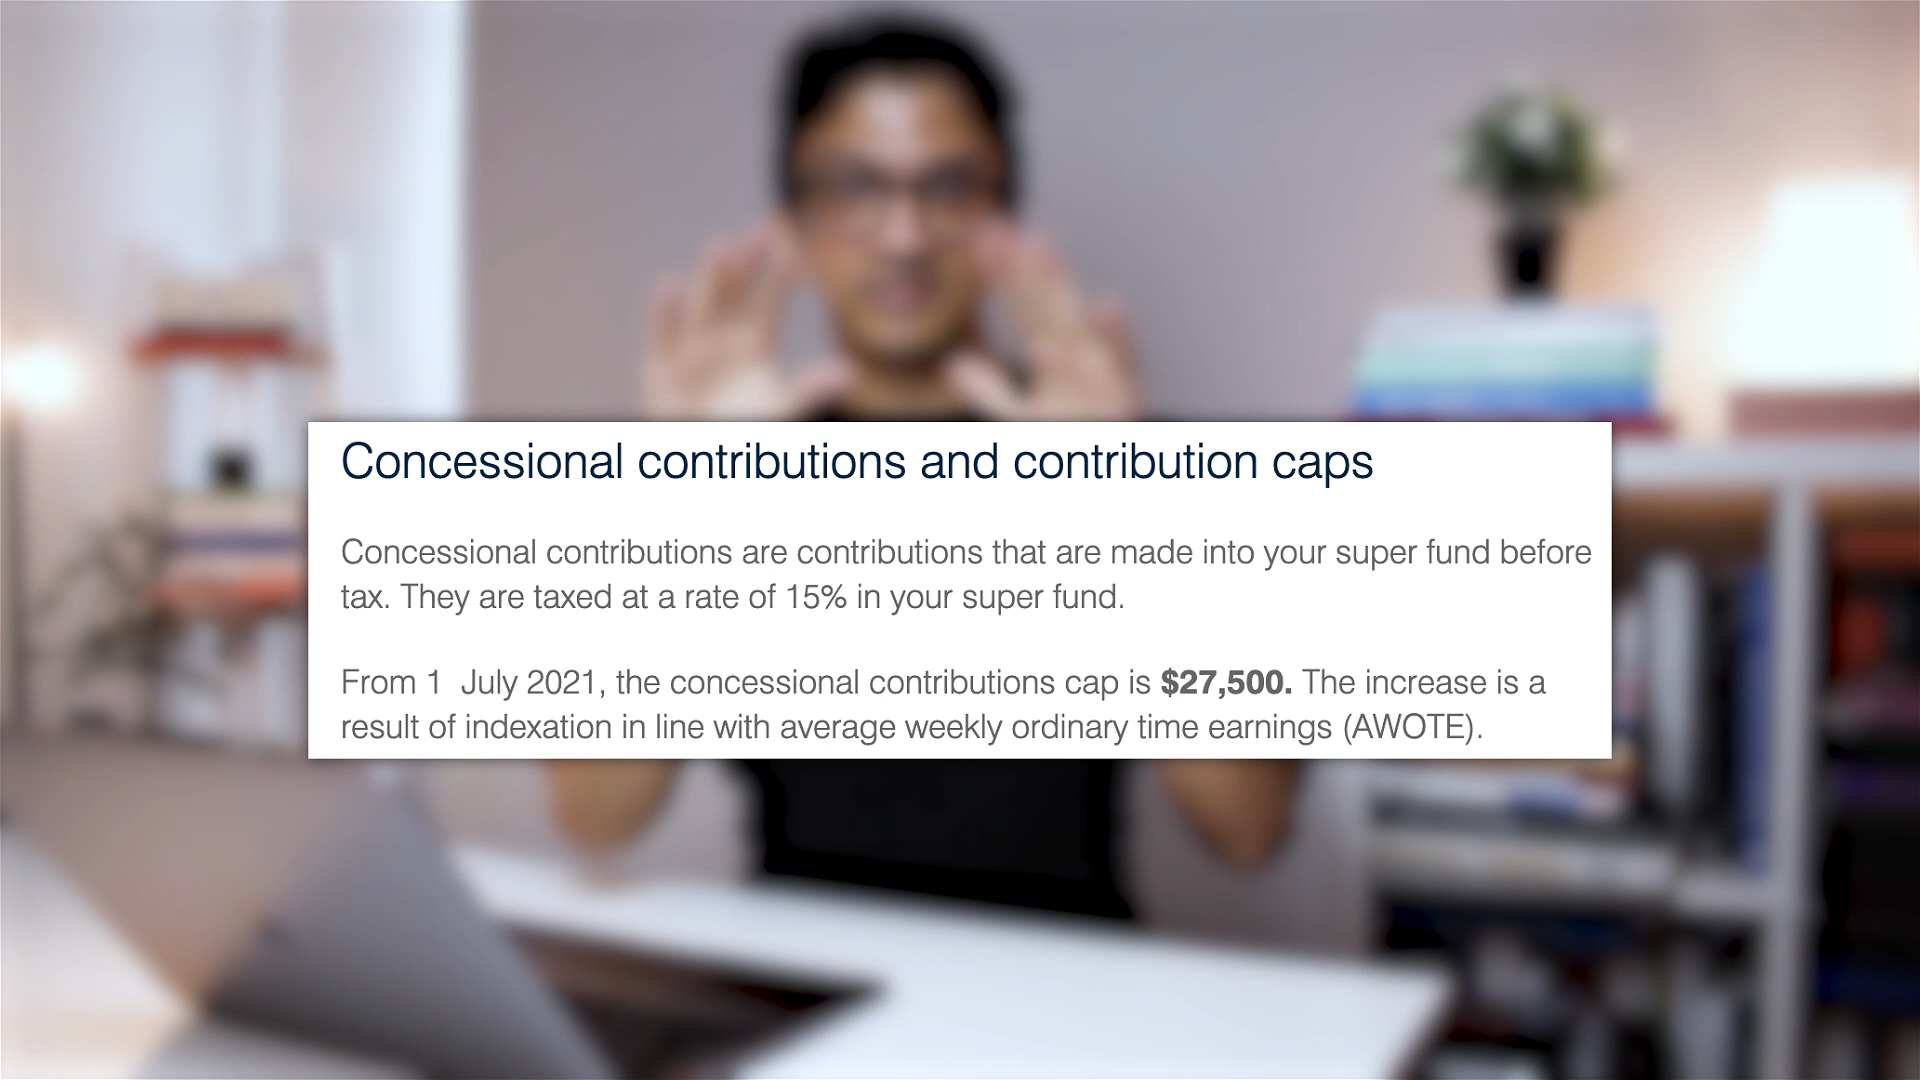 Concessional contributions and contribution caps
Concessional contributions are contributions that are made into your super fund before
tax. They are taxed at a rate of 15% in your super fund.
From 1 July 2021, the concessional contributions cap is $27,500. The increase is a
result of indexation in line with average weekly ordinary time earnings (AWOTE).